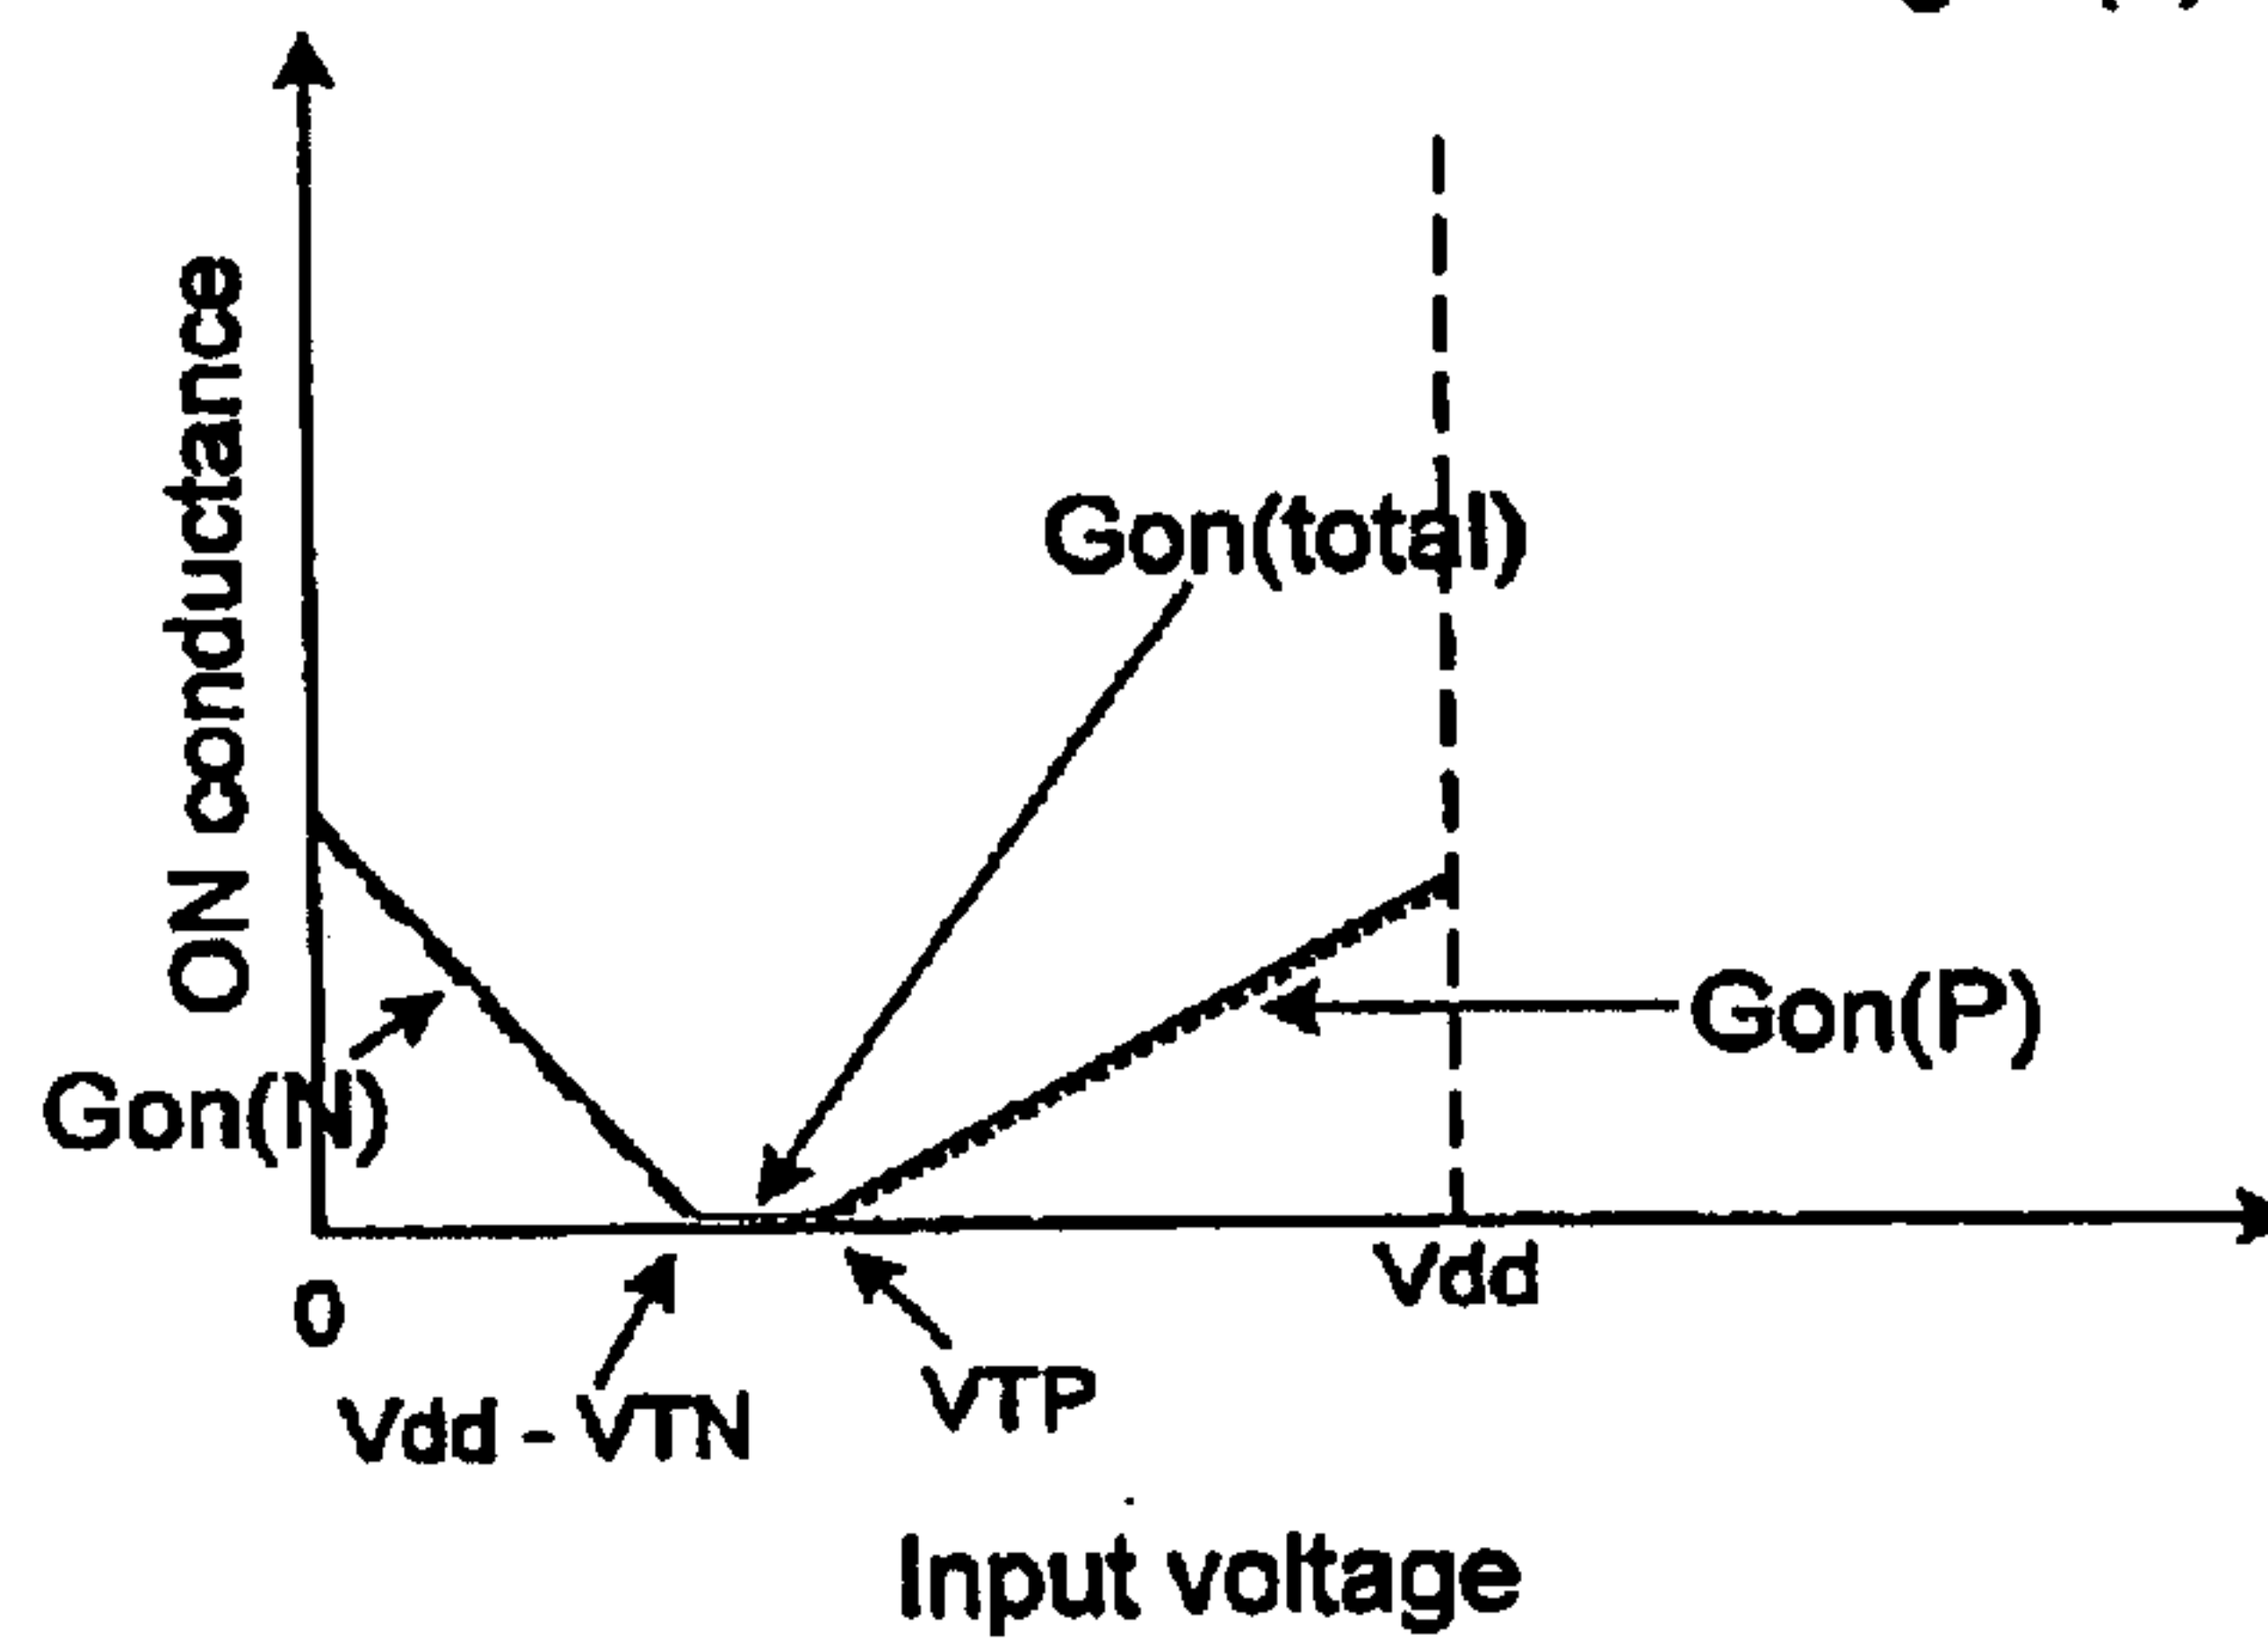 ON conductance
Gon(total)
Gon(P)
Gon(N)
0
Vdd
Vdd - VTN
VTP
Input voltage